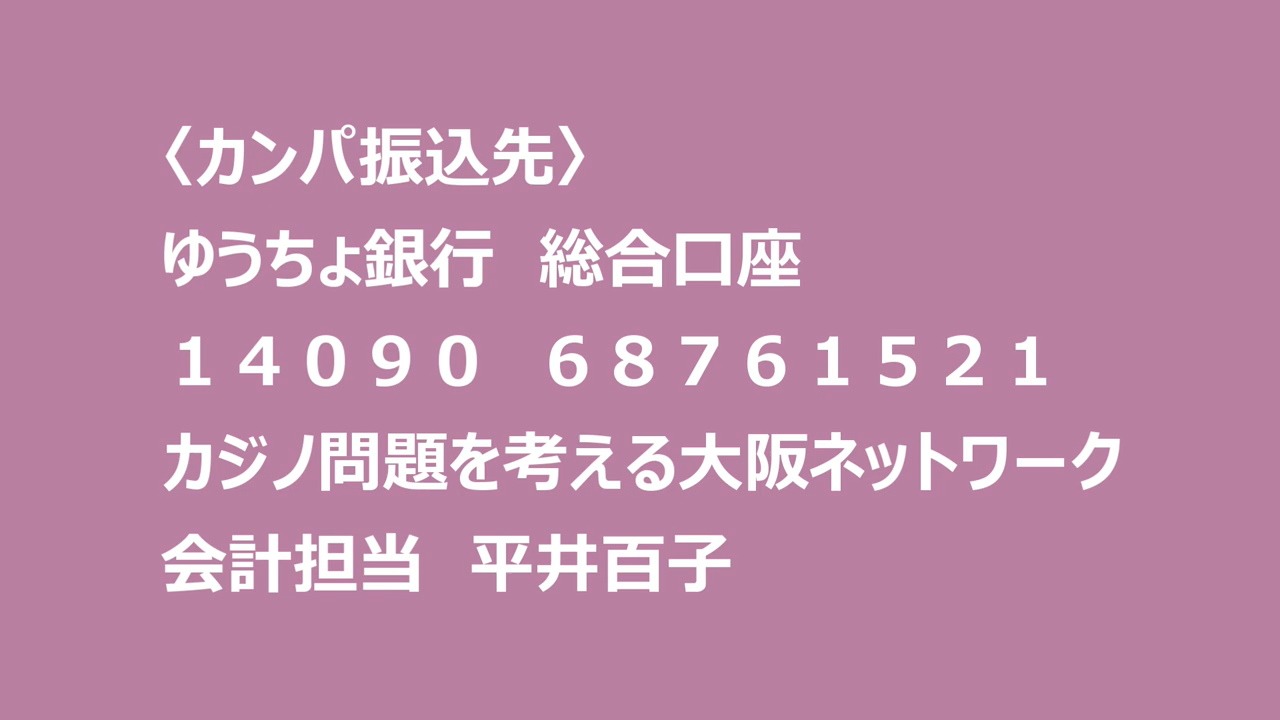 〈カンパ振込先〉
ゆうちょ銀行　総合口座
１４０９０　６８７６１５２１
カジノ問題を考える大阪ネットワーク
会計担当　平井百子